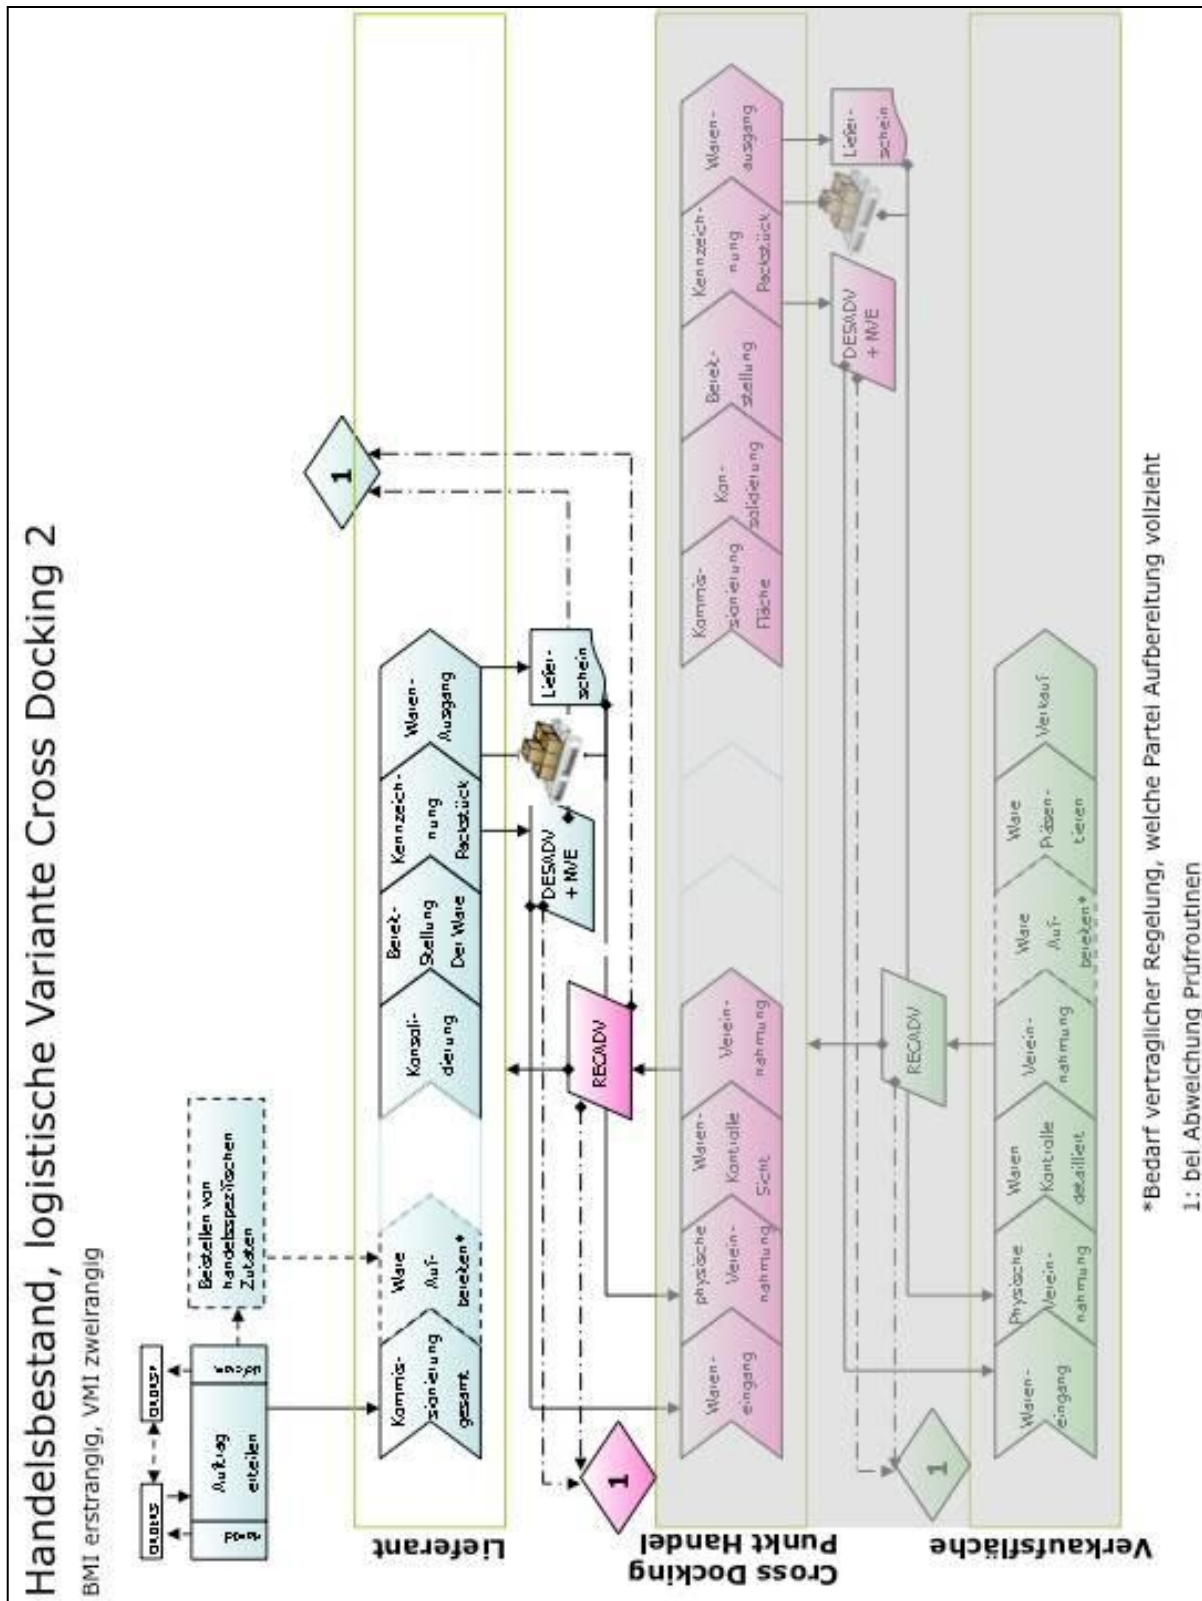 Handelsbestand, logistische Variante Cross Docking 2
BMI erstrangig, VMI zweirangig
ORDERS
ORDRSP
Auftrag
erteilen
Beistellen von
handelsspezifischen
Zutaten
Lieferant
Kommis-
sionierung
gesamt
Ware
Auf-
bereiten*
Konsoli-
dierung
Bereit-
Stellung
Der Ware
Kennzeich-
nung
Packstück
Waren-
Ausgang
1
DESADV
+ NVE
Liefer-
schein
RECADV
1
Cross Docking
Punkt Handel
Waren-
eingang
physische
Verein-
nahmung
Waren-
Kontrolle
Sicht
Verein-
nahmung
Kommis-
sionierung
Fläche
Kon-
solidierung
Bereit-
stellung
Kennzeich-
nung
Packstück
Waren-
ausgang
DESADV
+ NVE
Liefer-
schein
RECADV
1
Verkaufsfläche
Waren-
eingang
Physische
Verein-
nahmung
Waren
Kontrolle
detailliert
Verein-
nahmung
Ware
Auf-
bereiten*
Ware
Präsen-
tieren
Verkauf
*Bedarf vertraglicher Regelung, welche Partei Aufbereitung vollzieht
1: bei Abweichung Prüfroutinen